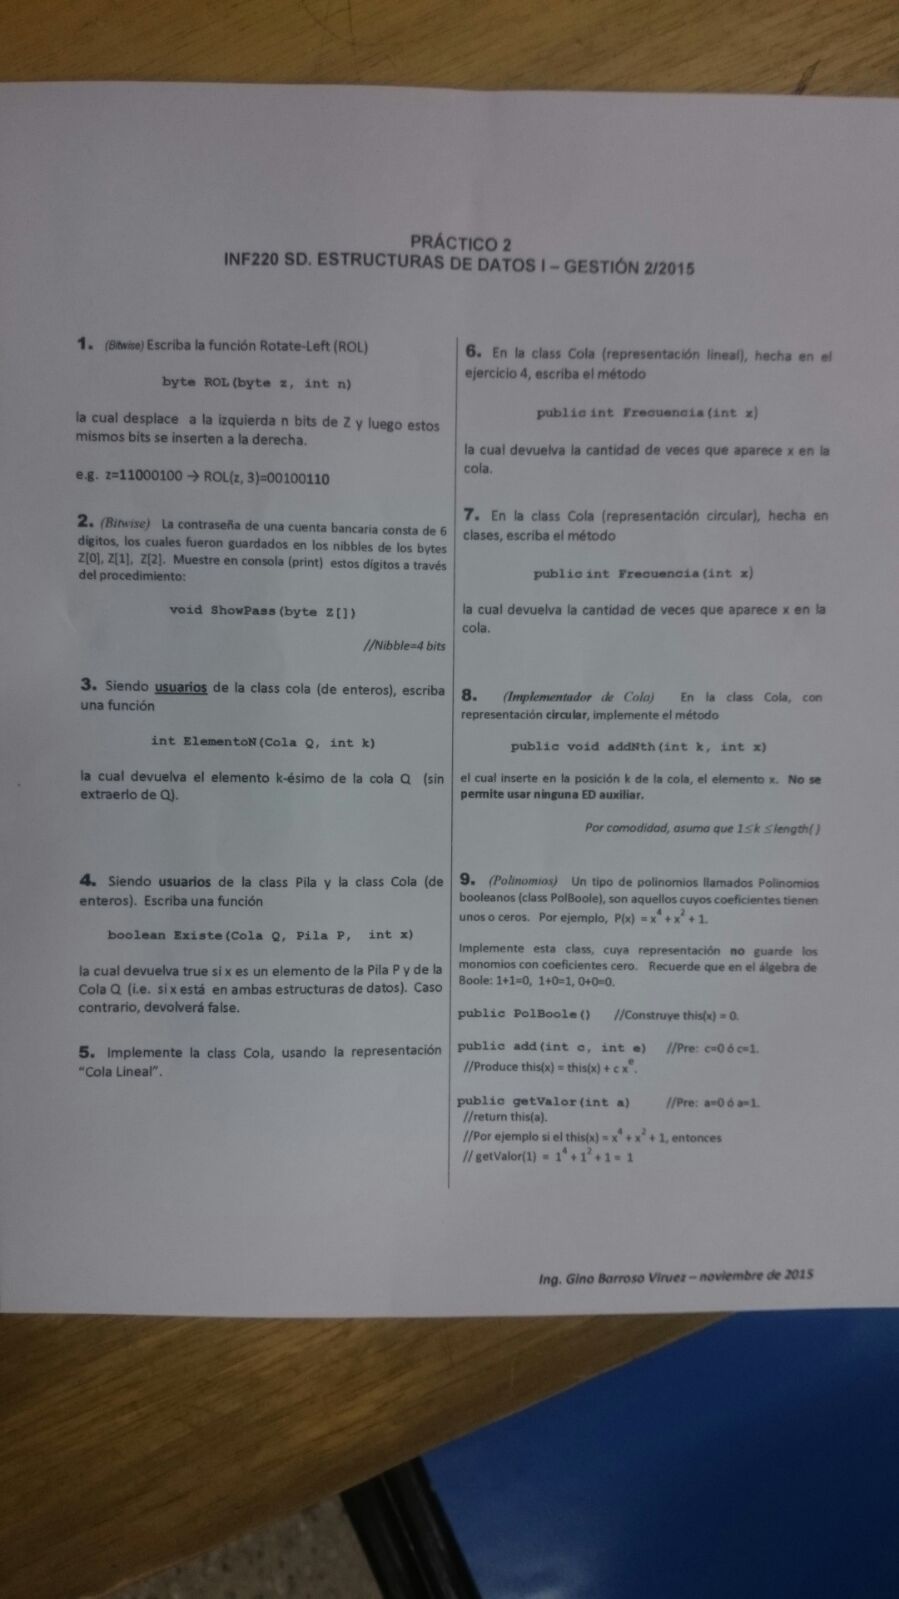 PRÁCTICO 2
INF220 SD. ESTRUCTURAS DE DATOS I – GESTIÓN 2/2015
1. (Bitwise) Escriba la función Rotate-Left (ROL)
byte ROL(byte z, int n)
la cual desplace a la izquierda n bits de Z y luego estos
mismos bits se inserten a la derecha.
e.g. z=11000100 → ROL(z, 3)=00100110
2. (Bitwise) La contraseña de una cuenta bancaria consta de 6
dígitos, los cuales fueron guardados en los nibbles de los bytes
Z[0], Z[1], Z[2]. Muestre en consola (print) estos dígitos a través
del procedimiento:
void ShowPass(byte Z[])
//Nibble=4 bits
3. Siendo usuarios de la class cola (de enteros), escriba
una función
int ElementoN(Cola Q, int k)
la cual devuelva el elemento k-ésimo de la cola Q (sin
extraerlo de Q).
4. Siendo usuarios de la class Pila y la class Cola (de
enteros). Escriba una función
boolean Existe(Cola Q, Pila P, int x)
la cual devuelva true si x es un elemento de la Pila P y de la
Cola Q (i.e. si x está en ambas estructuras de datos). Caso
contrario, devolverá false.
5. Implemente la class Cola, usando la representación
"Cola Lineal".
6. En la class Cola (representación lineal), hecha en el
ejercicio 4, escriba el método
public int Frecuencia(int x)
la cual devuelva la cantidad de veces que aparece x en la
cola.
7. En la class Cola (representación circular), hecha en
clases, escriba el método
public int Frecuencia(int x)
la cual devuelva la cantidad de veces que aparece x en la
cola.
8. (Implementador de Cola) En la class Cola, con
representación circular, implemente el método
public void addNth(int k, int x)
el cual inserte en la posición k de la cola, el elemento x. No se
permite usar ninguna ED auxiliar.
Por comodidad, asuma que 1≤k ≤length()
9. (Polinomios) Un tipo de polinomios llamados Polinomios
booleanos (class PolBoole), son aquellos cuyos coeficientes tienen
unos o ceros. Por ejemplo, P(x) = x⁴ + x² + 1.
Implemente esta class, cuya representación no guarde los
monomios con coeficientes cero. Recuerde que en el álgebra de
Boole: 1+1=0, 1+0=1, 0+0=0.
public PolBoole() //Construye this(x) = 0.
public add(int c, int e) //Pre: c=0 ó c=1.
//Produce this(x) = this(x) + c xᵉ.
public getValor(int a) //Pre: a=0 ó a=1.
//return this(a).
//Por ejemplo si el this(x) = x⁴ + x² + 1, entonces
// getValor(1) = 1⁴ + 1² + 1 = 1
Ing. Gino Barroso Viruez – noviembre de 2015